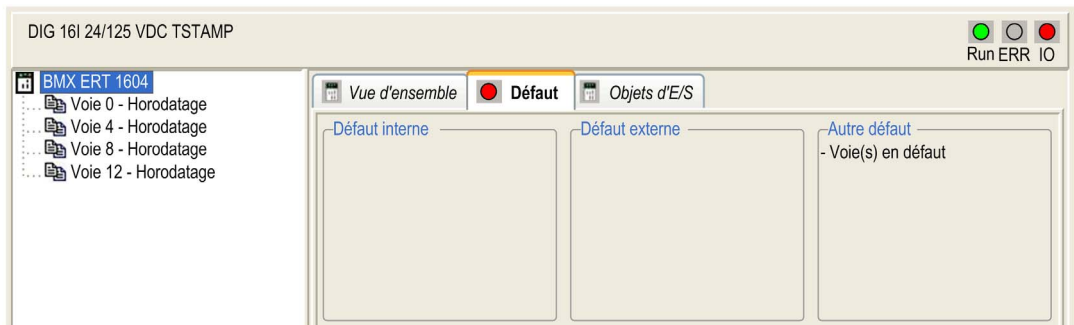 DIG 16I 24/125 VDC TSTAMP
Run ERR IO
BMX ERT 1604
Voie 0 - Horodatage
Voie 4 - Horodatage
Voie 8 - Horodatage
Voie 12 - Horodatage
Vue d'ensemble
Défaut
Objets d'E/S
Défaut interne
Défaut externe
Autre défaut
- Voie(s) en défaut